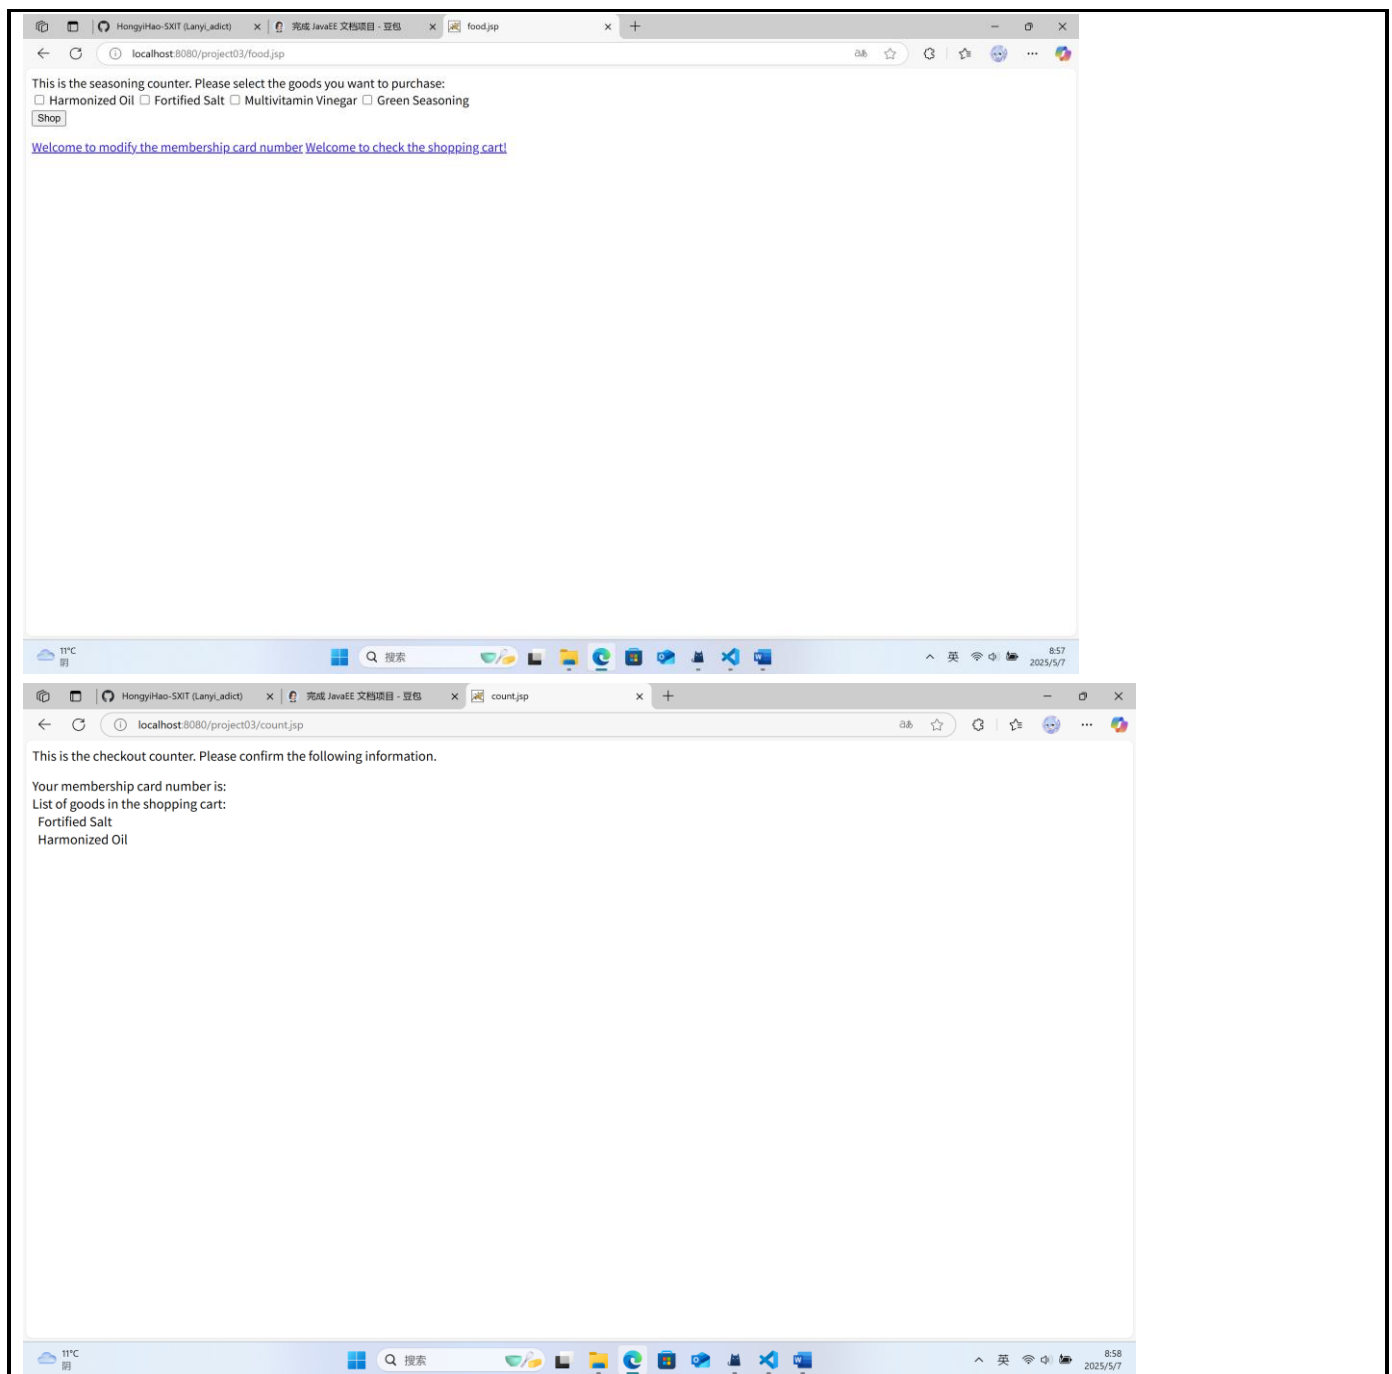 HongyiHao-SXIT (Lanyi_adict)
完成 JavaEE 文档项目 - 豆包
food.jsp
localhost:8080/project03/food.jsp
This is the seasoning counter. Please select the goods you want to purchase:
Harmonized Oil Fortified Salt Multivitamin Vinegar Green Seasoning
Shop
Welcome to modify the membership card number Welcome to check the shopping cart!
11°C
阴
搜索
英
8:57
2025/5/7
HongyiHao-SXIT (Lanyi_adict)
完成 JavaEE 文档项目 - 豆包
count.jsp
localhost:8080/project03/count.jsp
This is the checkout counter. Please confirm the following information.
Your membership card number is:
List of goods in the shopping cart:
Fortified Salt
Harmonized Oil
11°C
阴
搜索
英
8:58
2025/5/7